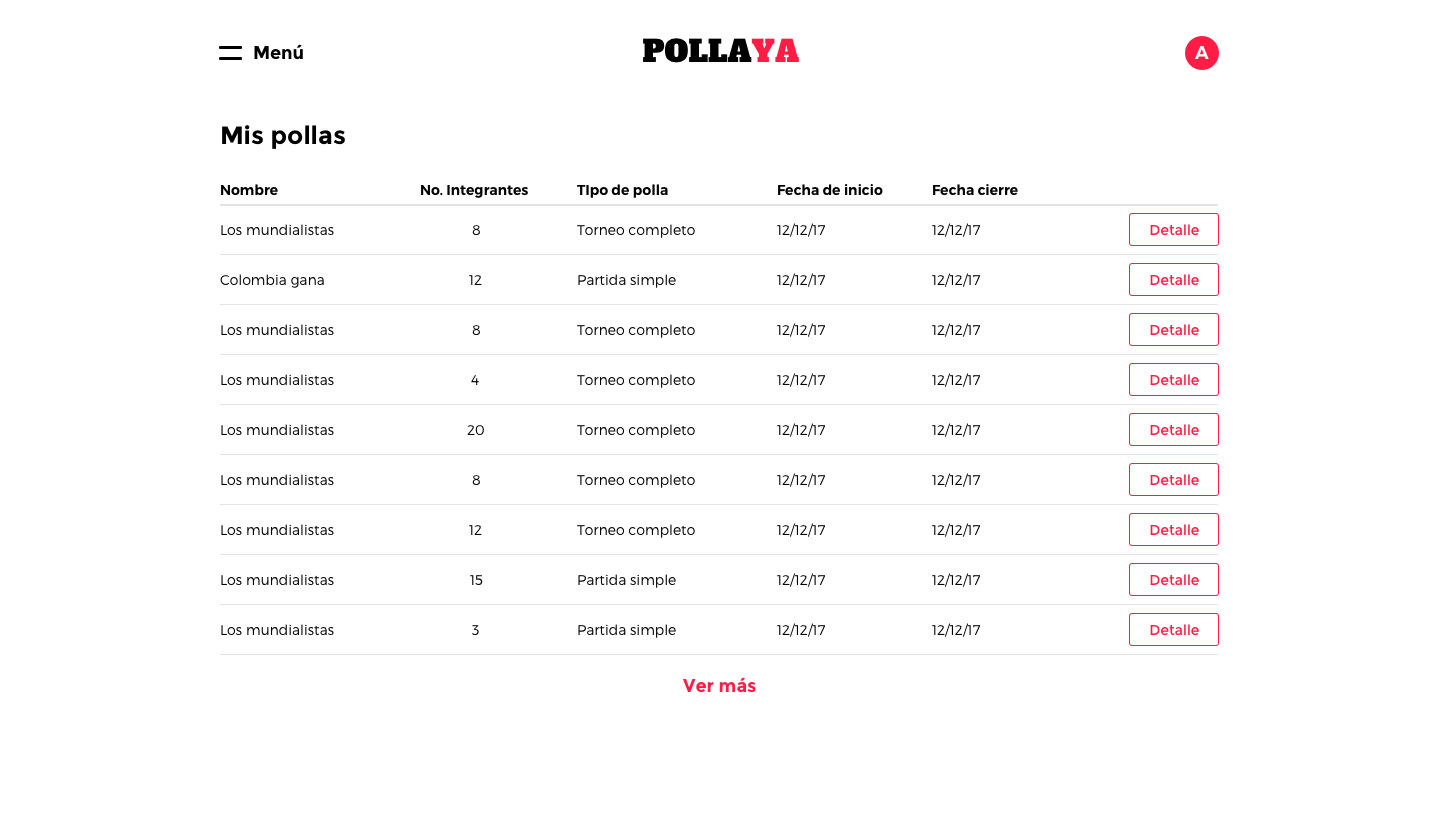 Menú POLLAYA A
Mis pollas
Nombre No. Integrantes TIpo de polla Fecha de inicio Fecha cierre
Los mundialistas 8 Torneo completo 12/12/17 12/12/17 Detalle
Colombia gana 12 Partida simple 12/12/17 12/12/17 Detalle
Los mundialistas 8 Torneo completo 12/12/17 12/12/17 Detalle
Los mundialistas 4 Torneo completo 12/12/17 12/12/17 Detalle
Los mundialistas 20 Torneo completo 12/12/17 12/12/17 Detalle
Los mundialistas 8 Torneo completo 12/12/17 12/12/17 Detalle
Los mundialistas 12 Torneo completo 12/12/17 12/12/17 Detalle
Los mundialistas 15 Partida simple 12/12/17 12/12/17 Detalle
Los mundialistas 3 Partida simple 12/12/17 12/12/17 Detalle
Ver más